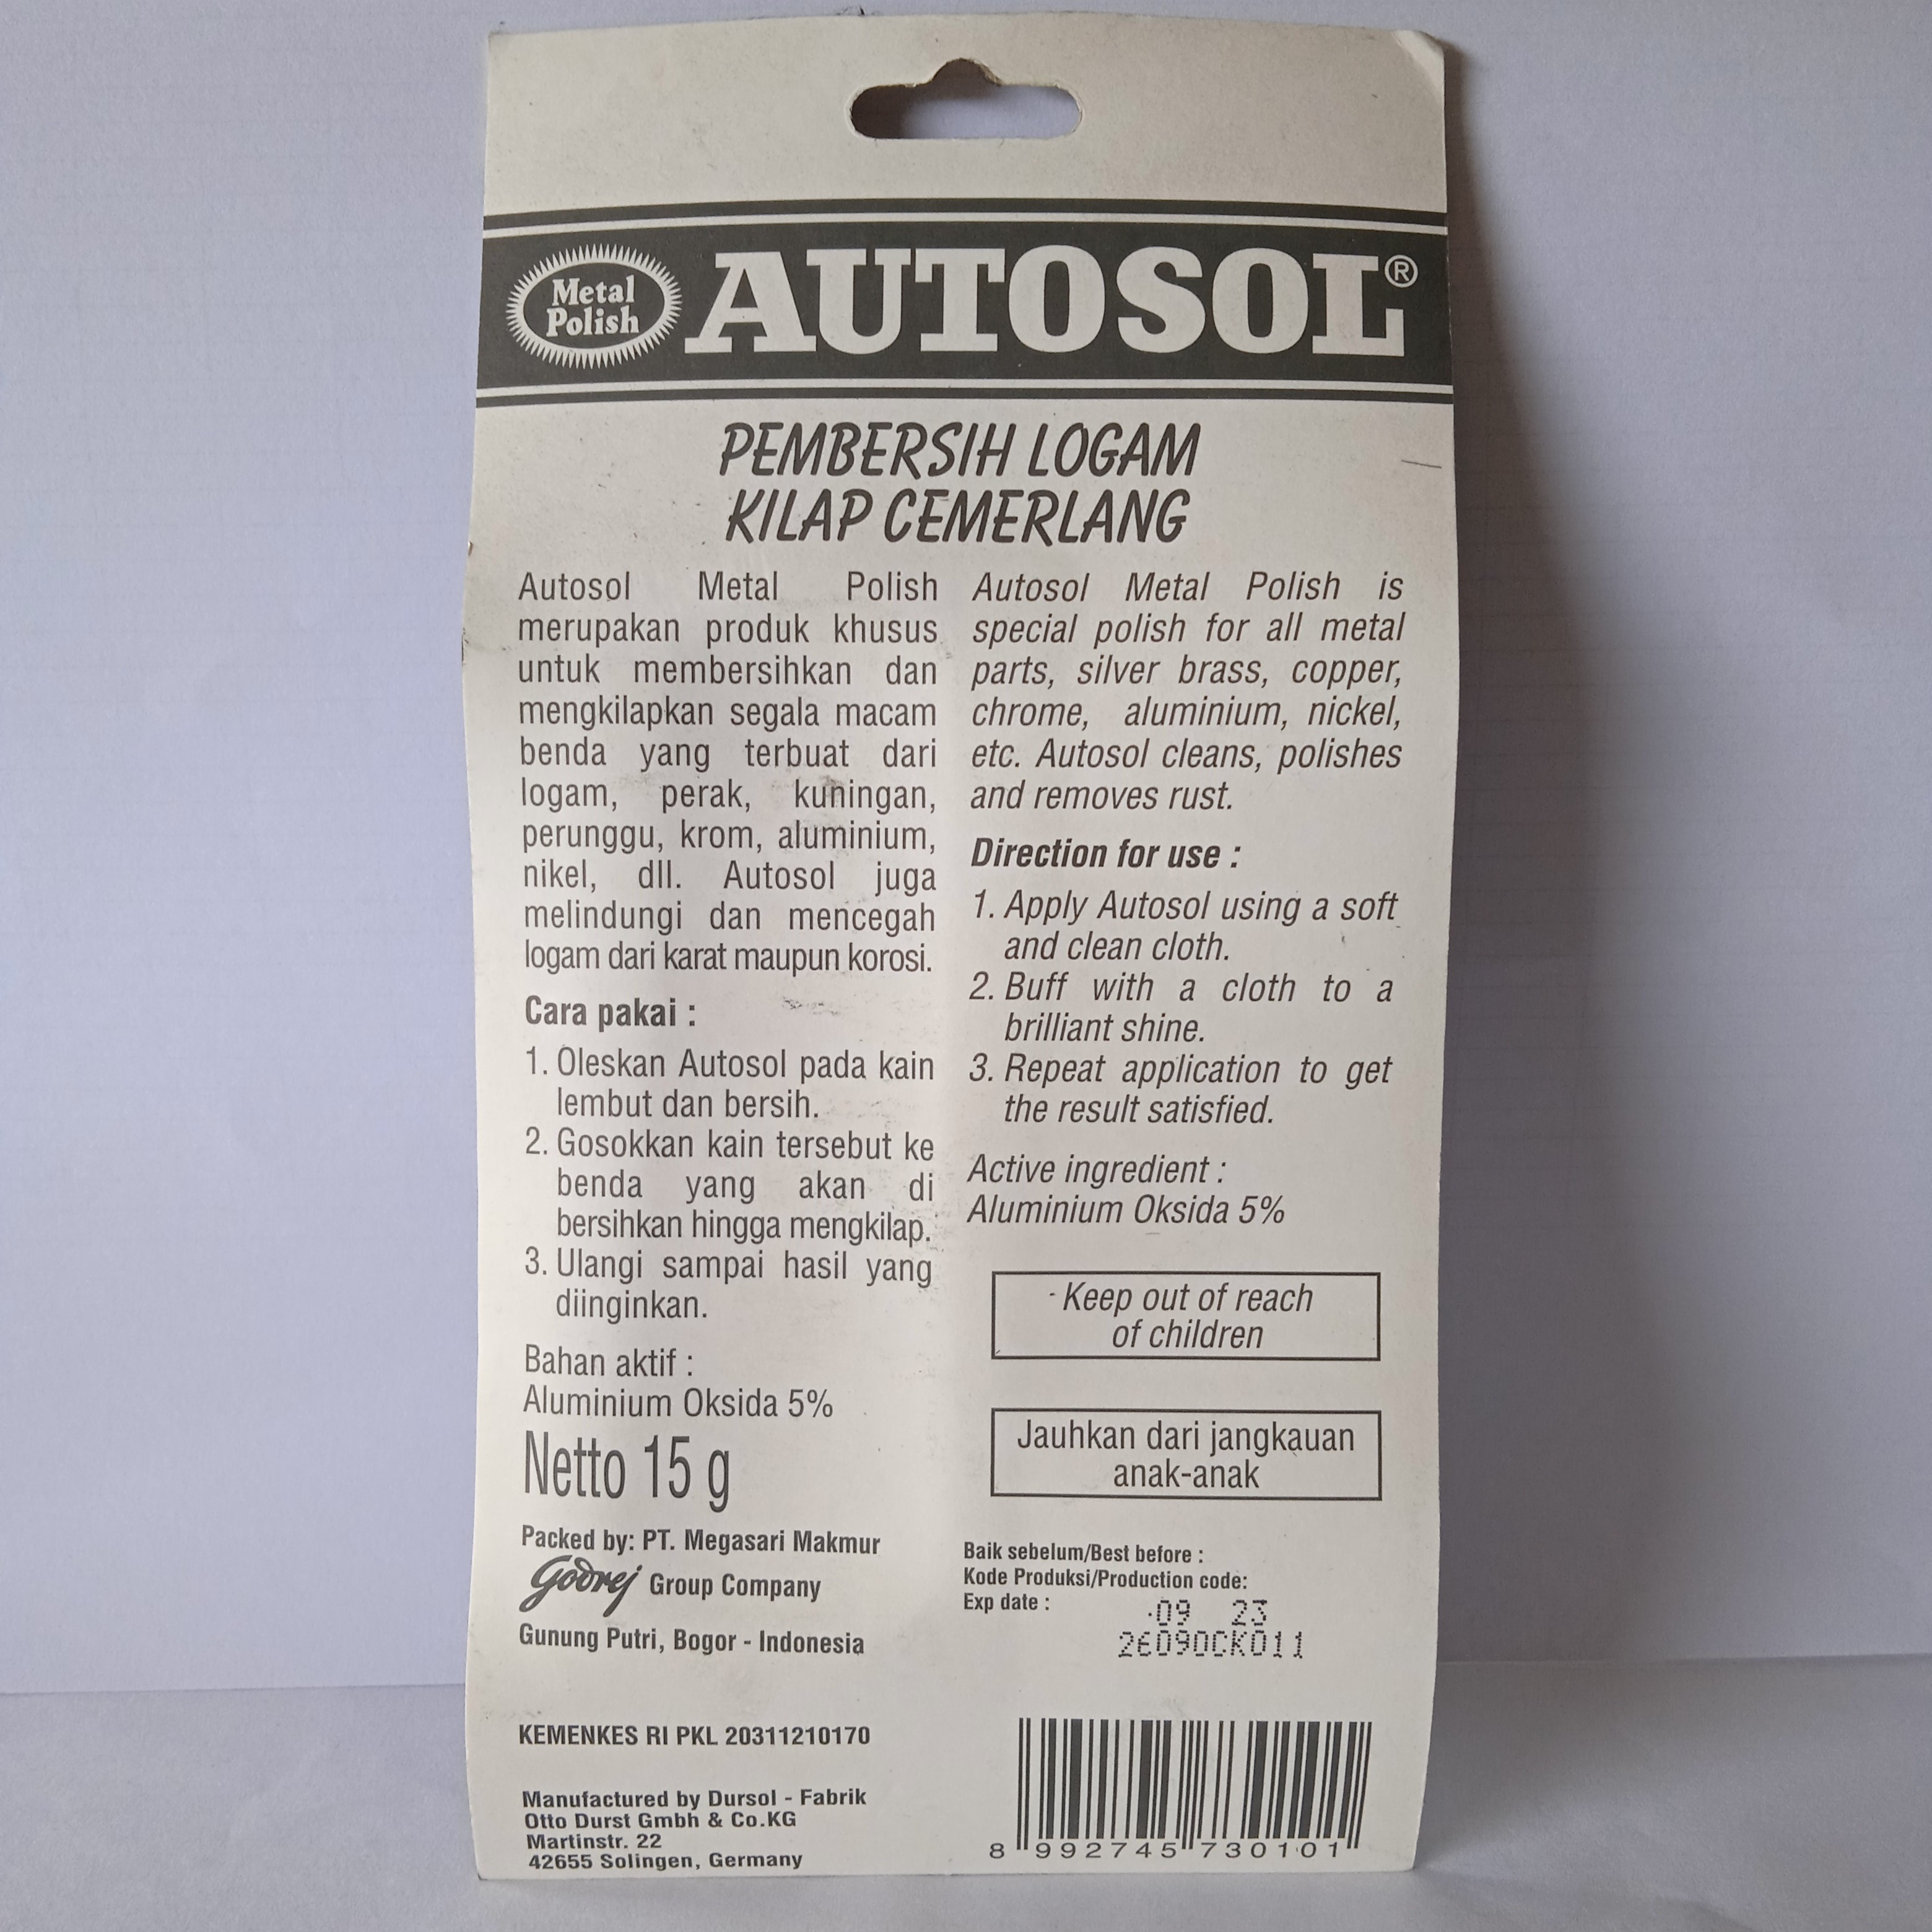 Metal
Polish
AUTOSOL®
PEMBERSIH LOGAM
KILAP CEMERLANG
Autosol Metal Polish
merupakan produk khusus
untuk membersihkan dan
mengkilapkan segala macam
benda yang terbuat dari
logam, perak, kuningan,
perunggu, krom, aluminium,
nikel, dll. Autosol juga
melindungi dan mencegah
logam dari karat maupun korosi.
Cara pakai :
1. Oleskan Autosol pada kain
lembut dan bersih.
2. Gosokkan kain tersebut ke
benda yang akan di
bersihkan hingga mengkilap.
3. Ulangi sampai hasil yang
diinginkan.
Bahan aktif :
Aluminium Oksida 5%
Netto 15 g
Packed by: PT. Megasari Makmur
Godrej Group Company
Gunung Putri, Bogor - Indonesia
KEMENKES RI PKL 20311210170
Manufactured by Dursol - Fabrik
Otto Durst Gmbh & Co.KG
Martinstr. 22
42655 Solingen, Germany
Autosol Metal Polish is
special polish for all metal
parts, silver brass, copper,
chrome, aluminium, nickel,
etc. Autosol cleans, polishes
and removes rust.
Direction for use :
1. Apply Autosol using a soft
and clean cloth.
2. Buff with a cloth to a
brilliant shine.
3. Repeat application to get
the result satisfied.
Active ingredient :
Aluminium Oksida 5%
Keep out of reach
of children
Jauhkan dari jangkauan
anak-anak
Baik sebelum/Best before :
Kode Produksi/Production code:
Exp date :
09 23
26090CK011
8 992745 730101